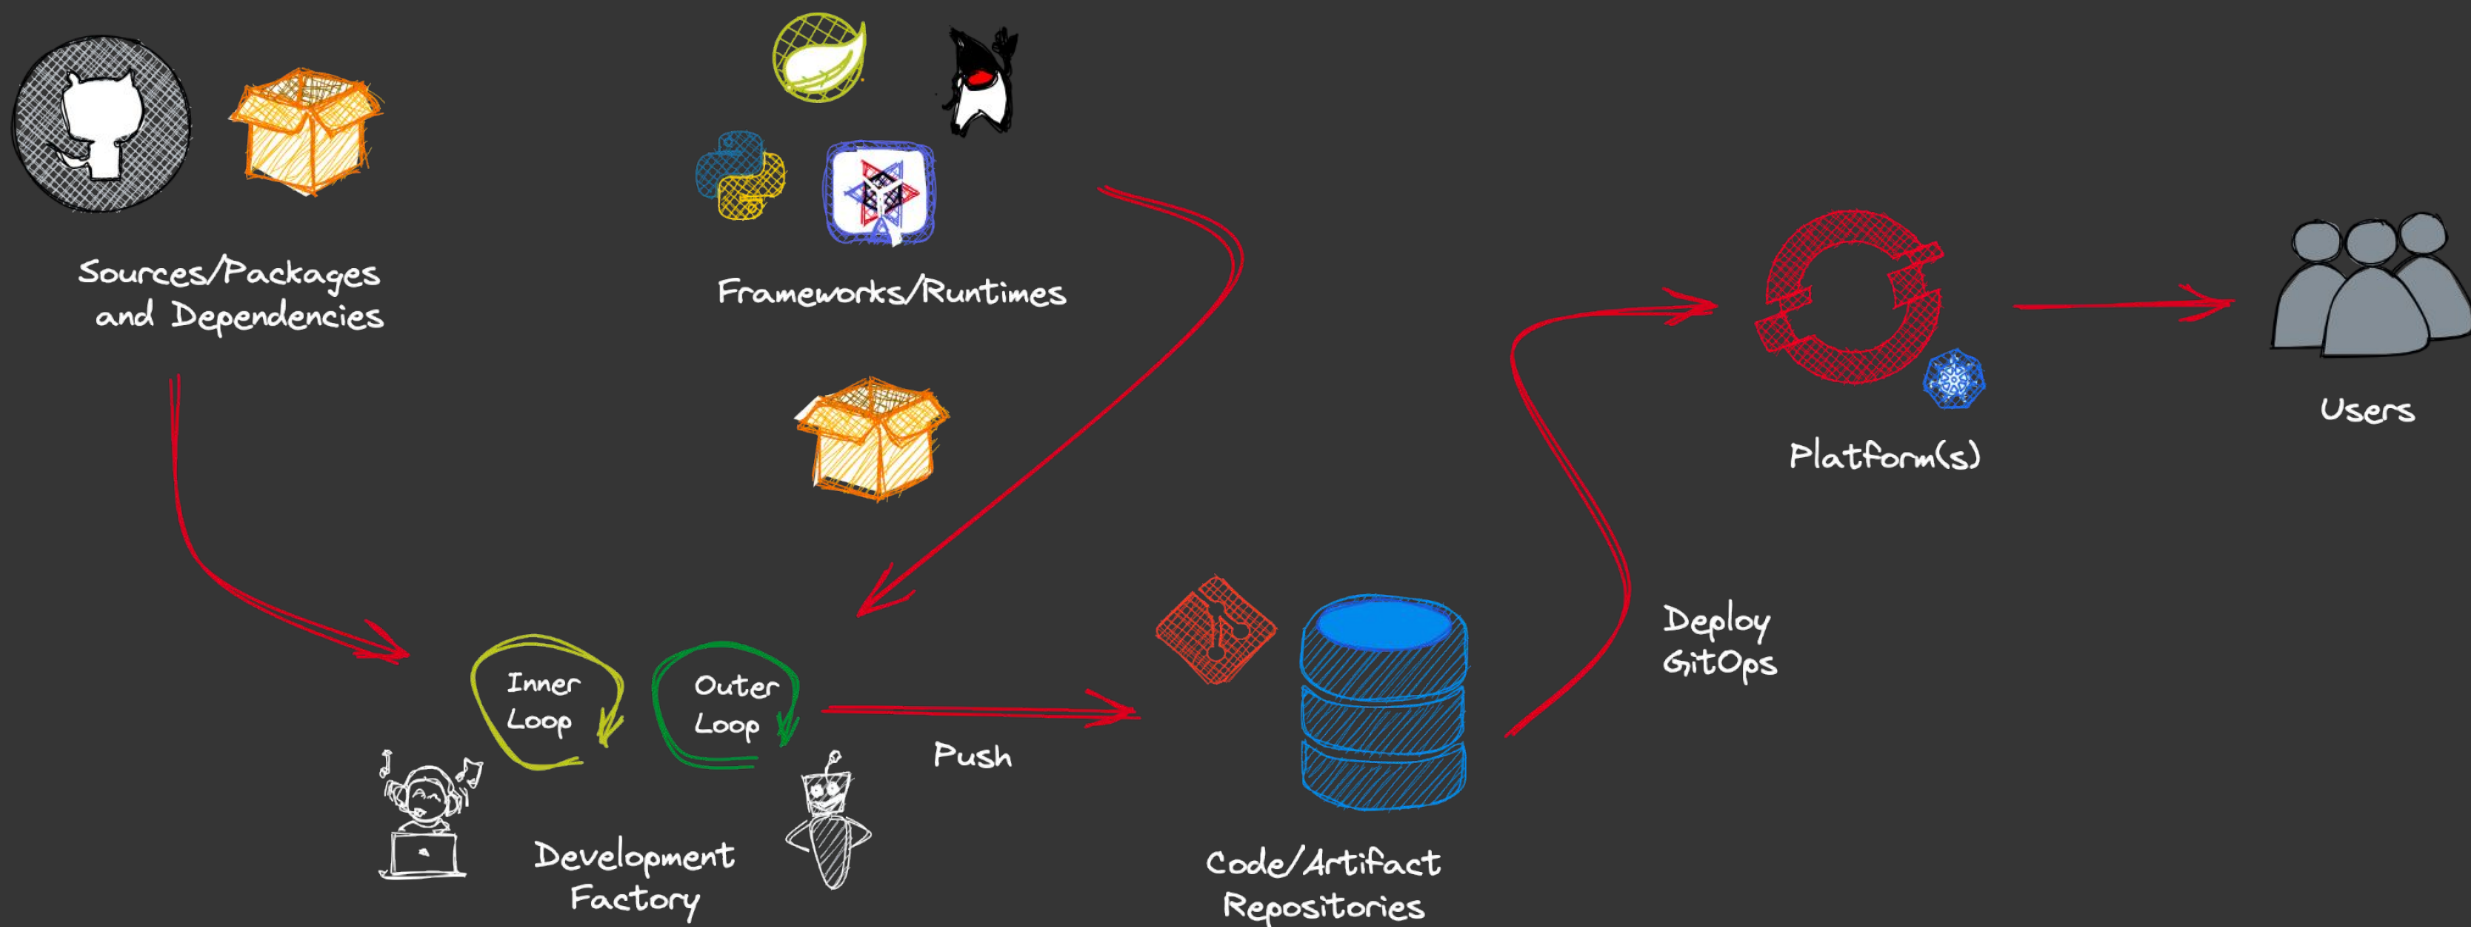 Sources/Packages
and Dependencies
Frameworks/Runtimes
Platform(s)
Users
Inner
Loop
Outer
Loop
Push
Deploy
GitOps
Development
Factory
Code/Artifact
Repositories